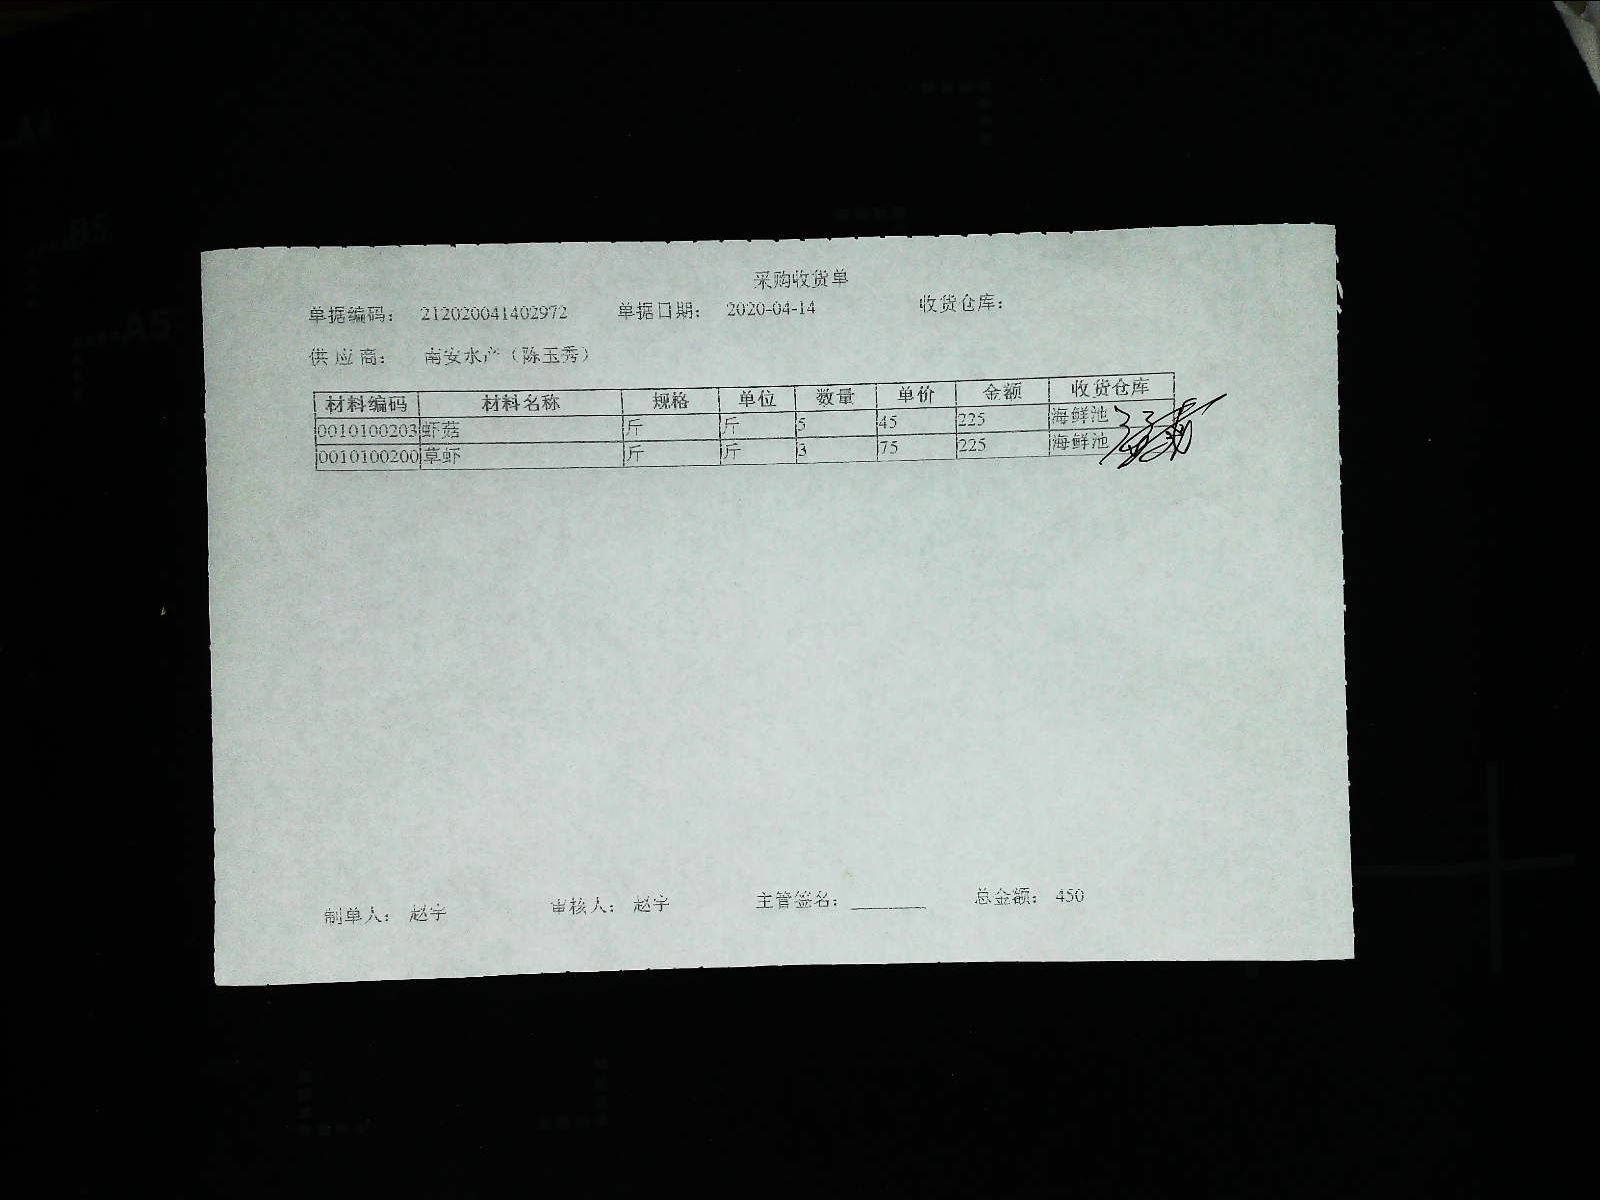 采购收货单
单据编码： 212020041402972 单据日期： 2020-04-14 收货仓库：
供应商： 南安水产（陈玉秀）
材料编码 材料名称 规格 单位 数量 单价 金额 收货仓库
0010100203 虾菇 斤 斤 5 45 225 海鲜池
0010100200 草虾 斤 斤 3 75 225 海鲜池
制单人： 赵宇 审核人： 赵宇 主管签名：________ 总金额： 450